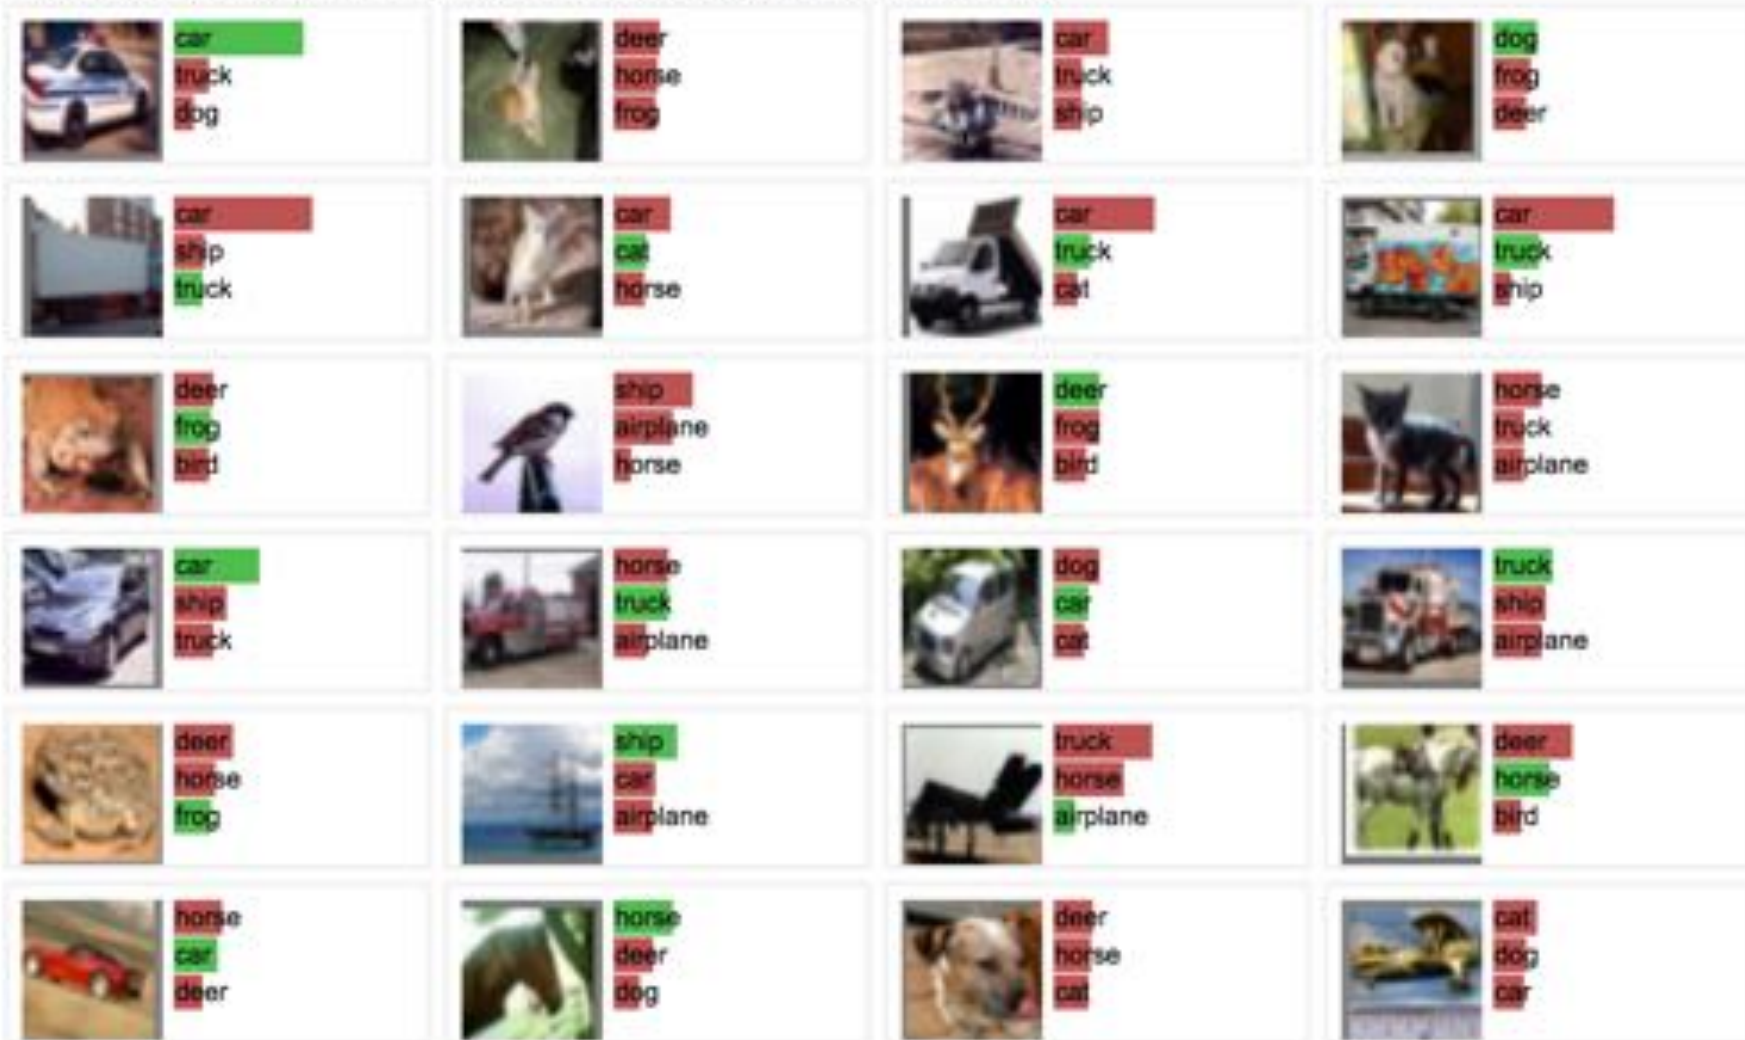 car
truck
dog
deer
horse
frog
car
truck
ship
dog
frog
deer
car
ship
truck
car
cat
horse
car
truck
cat
car
truck
ship
deer
frog
bird
ship
airplane
horse
deer
frog
bird
horse
truck
airplane
car
ship
truck
horse
truck
airplane
dog
car
cat
truck
ship
airplane
deer
horse
frog
ship
car
airplane
truck
horse
airplane
deer
horse
bird
horse
car
deer
horse
deer
dog
deer
horse
cat
cat
dog
car